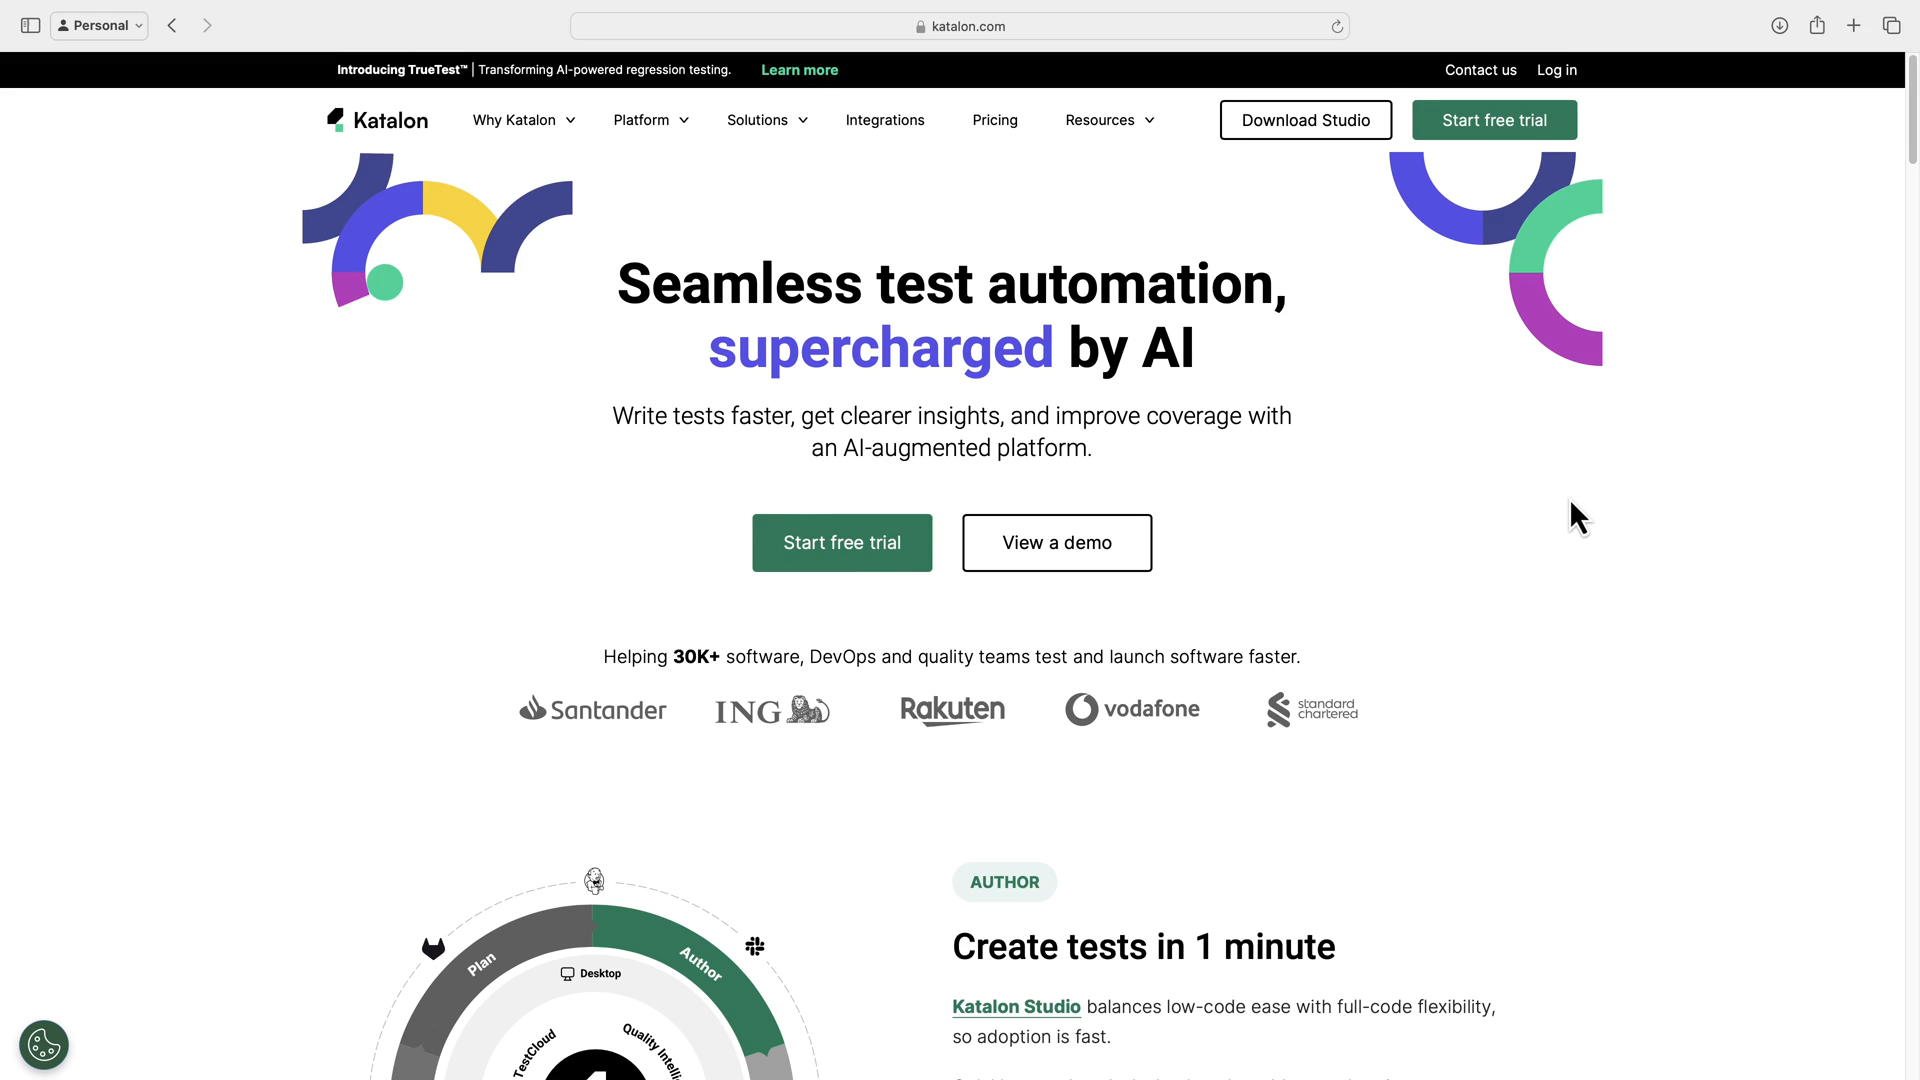 Personal
katalon.com
Introducing TrueTest™ | Transforming AI-powered regression testing. Learn more
Contact us Log in
Katalon
Why Katalon
Platform
Solutions
Integrations
Pricing
Resources
Download Studio
Start free trial
Seamless test automation,
supercharged by AI
Write tests faster, get clearer insights, and improve coverage with
an AI-augmented platform.
Start free trial
View a demo
Helping 30K+ software, DevOps and quality teams test and launch software faster.
Santander
ING
Rakuten
vodafone
standard
chartered
Plan
Author
Desktop
TestCloud
Quality
AUTHOR
Create tests in 1 minute
Katalon Studio balances low-code ease with full-code flexibility,
so adoption is fast.